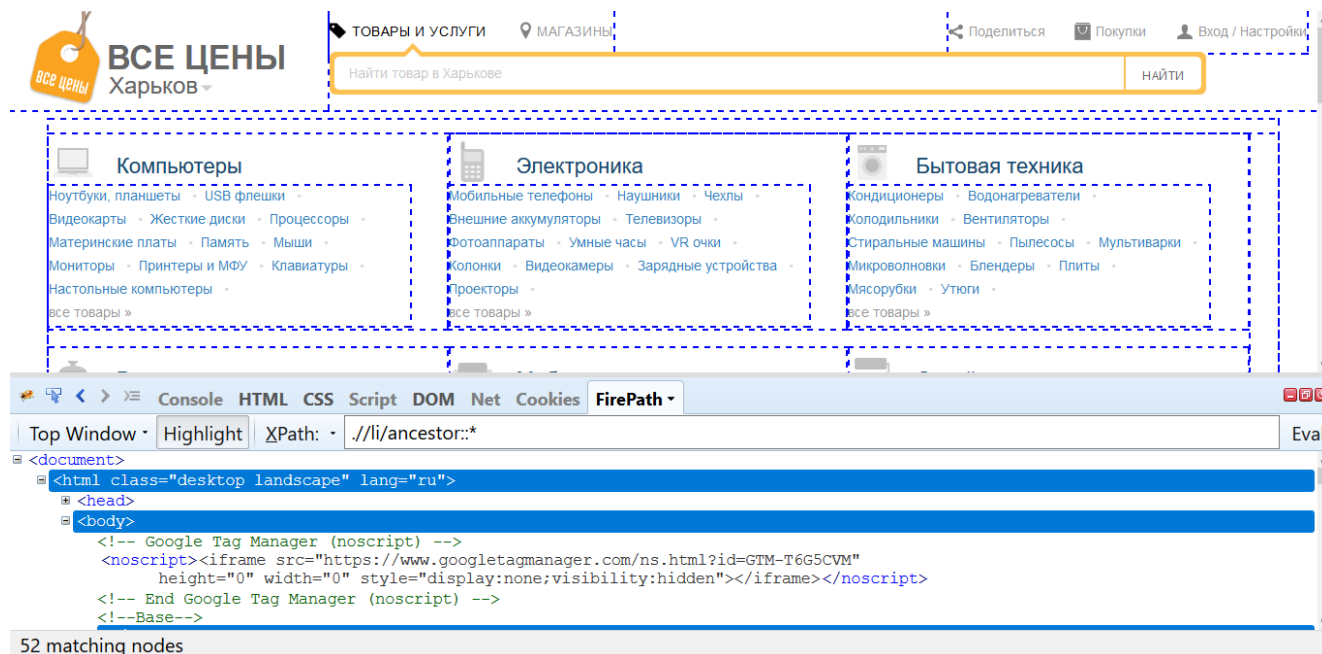 ТОВАРЫ И УСЛУГИ МАГАЗИНЫ Поделиться Покупки Вход / Настройки
ВСЕ ЦЕНЫ
ВСЕ ЦЕНЫ
Харьков
Найти товар в Харькове НАЙТИ
Компьютеры
Ноутбуки, планшеты USB флешки
Видеокарты Жесткие диски Процессоры
Материнские платы Память Мыши
Мониторы Принтеры и МФУ Клавиатуры
Настольные компьютеры
все товары »
Электроника
Мобильные телефоны Наушники Чехлы
Внешние аккумуляторы Телевизоры
Фотоаппараты Умные часы VR очки
Колонки Видеокамеры Зарядные устройства
Проекторы
все товары »
Бытовая техника
Кондиционеры Водонагреватели
Холодильники Вентиляторы
Стиральные машины Пылесосы Мультиварки
Микроволновки Блендеры Плиты
Мясорубки Утюги
все товары »
Console HTML CSS Script DOM Net Cookies FirePath
Top Window Highlight XPath: .//li/ancestor::*
<document>
<html class="desktop landscape" lang="ru">
<head>
<body>
<!-- Google Tag Manager (noscript) -->
<noscript><iframe src="https://www.googletagmanager.com/ns.html?id=GTM-T6G5CVM"
height="0" width="0" style="display:none;visibility:hidden"></iframe></noscript>
<!-- End Google Tag Manager (noscript) -->
<!--Base-->
52 matching nodes